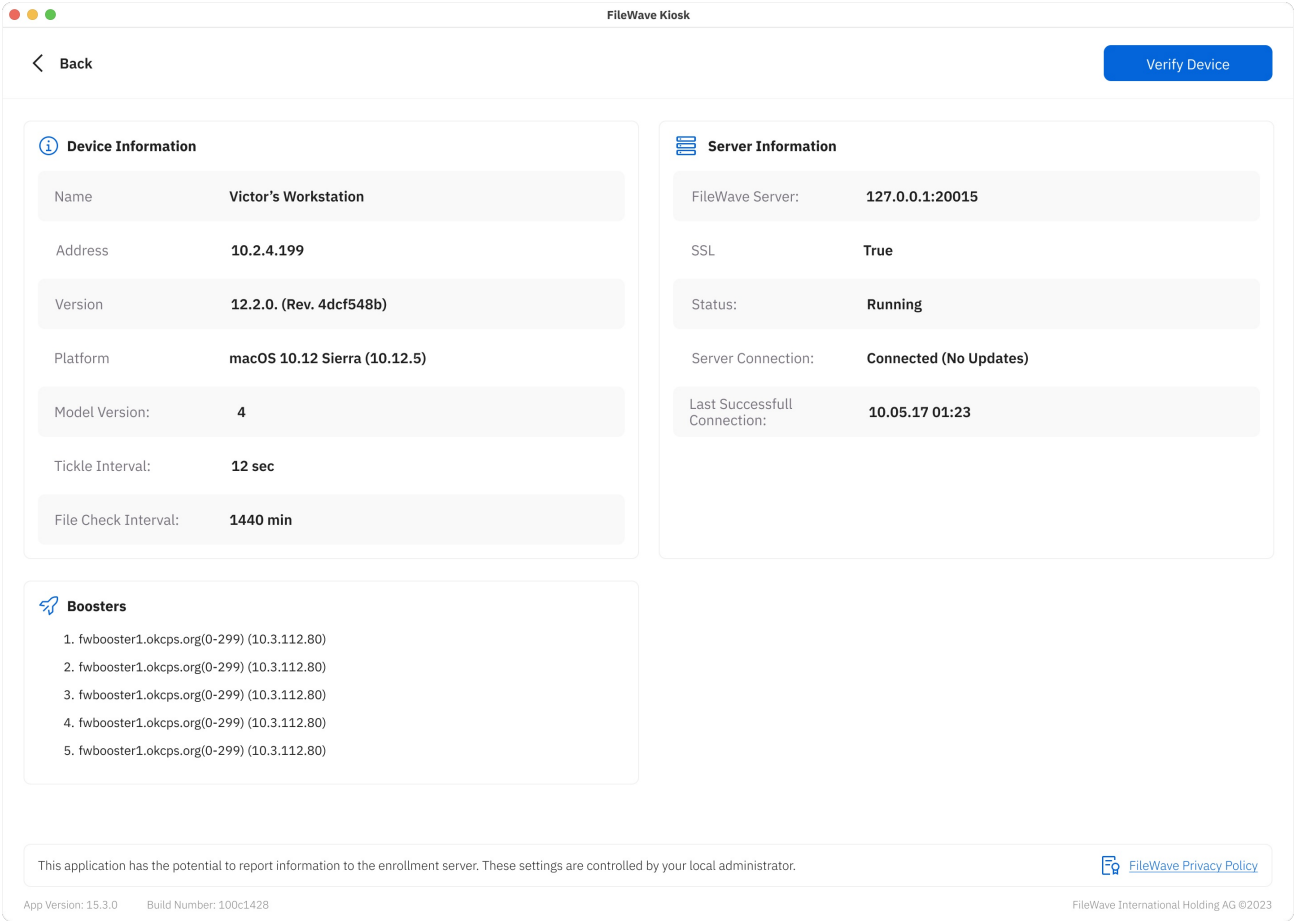 FileWave Kiosk
Back
Verify Device
Device Information
Name Victor’s Workstation
Address 10.2.4.199
Version 12.2.0. (Rev. 4dcf548b)
Platform macOS 10.12 Sierra (10.12.5)
Model Version: 4
Tickle Interval: 12 sec
File Check Interval: 1440 min
Server Information
FileWave Server: 127.0.0.1:20015
SSL True
Status: Running
Server Connection: Connected (No Updates)
Last Successfull
Connection: 10.05.17 01:23
Boosters
1. fwbooster1.okcps.org(0-299) (10.3.112.80)
2. fwbooster1.okcps.org(0-299) (10.3.112.80)
3. fwbooster1.okcps.org(0-299) (10.3.112.80)
4. fwbooster1.okcps.org(0-299) (10.3.112.80)
5. fwbooster1.okcps.org(0-299) (10.3.112.80)
This application has the potential to report information to the enrollment server. These settings are controlled by your local administrator.
FileWave Privacy Policy
App Version: 15.3.0 Build Number: 100c1428
FileWave International Holding AG ©2023